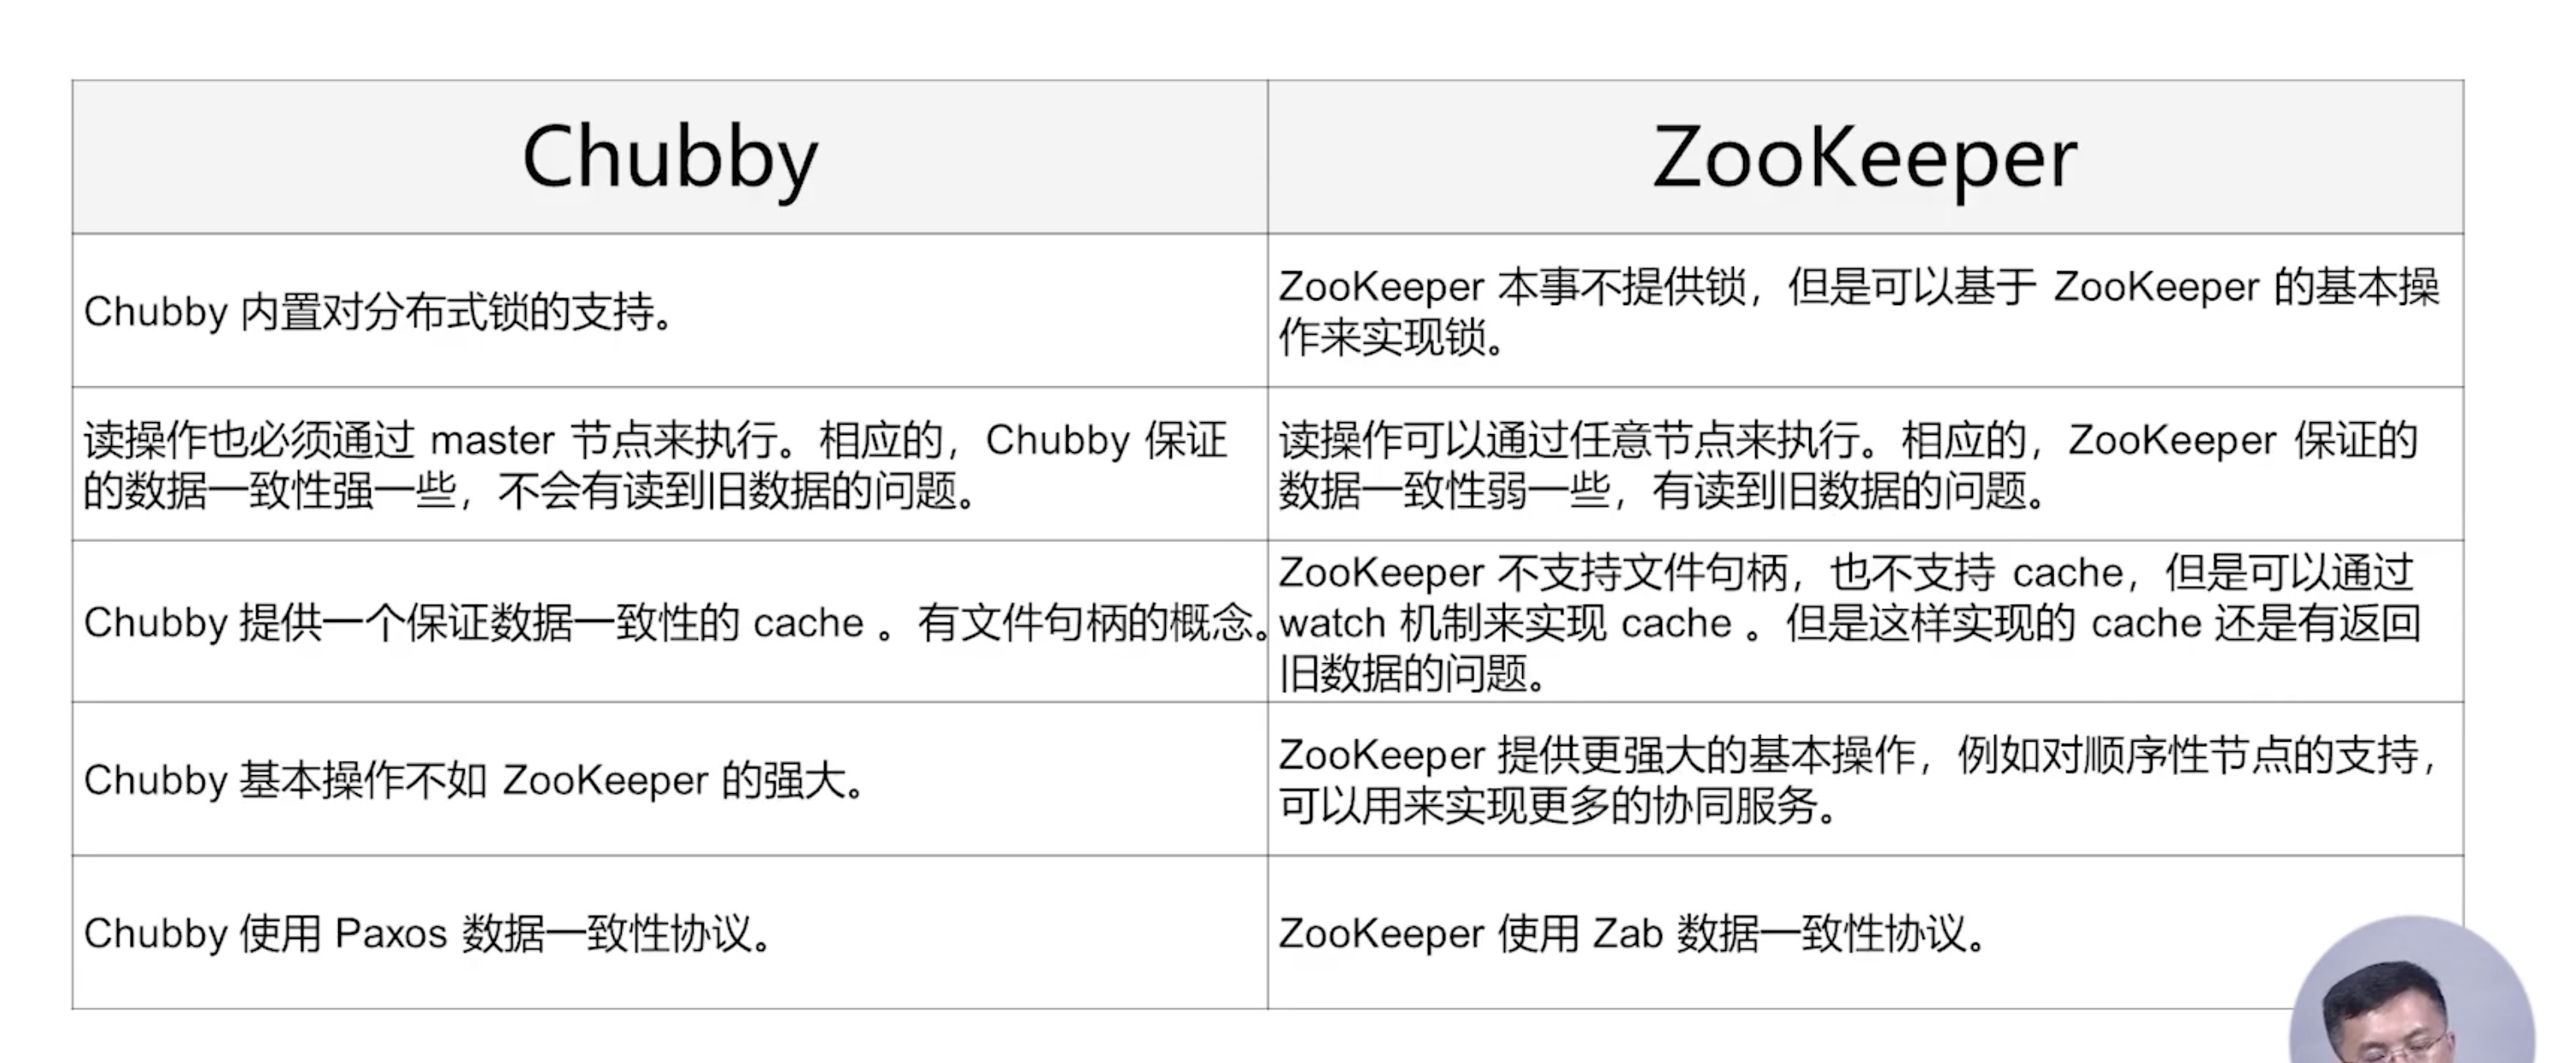 Chubby
ZooKeeper
Chubby 内置对分布式锁的支持。
ZooKeeper 本事不提供锁，但是可以基于 ZooKeeper 的基本操
作来实现锁。
读操作也必须通过 master 节点来执行。相应的，Chubby 保证
的数据一致性强一些，不会有读到旧数据的问题。
读操作可以通过任意节点来执行。相应的，ZooKeeper 保证的
数据一致性弱一些，有读到旧数据的问题。
Chubby 提供一个保证数据一致性的 cache 。有文件句柄的概念。
ZooKeeper 不支持文件句柄，也不支持 cache，但是可以通过
watch 机制来实现 cache 。但是这样实现的 cache 还是有返回
旧数据的问题。
Chubby 基本操作不如 ZooKeeper 的强大。
ZooKeeper 提供更强大的基本操作，例如对顺序性节点的支持，
可以用来实现更多的协同服务。
Chubby 使用 Paxos 数据一致性协议。
ZooKeeper 使用 Zab 数据一致性协议。